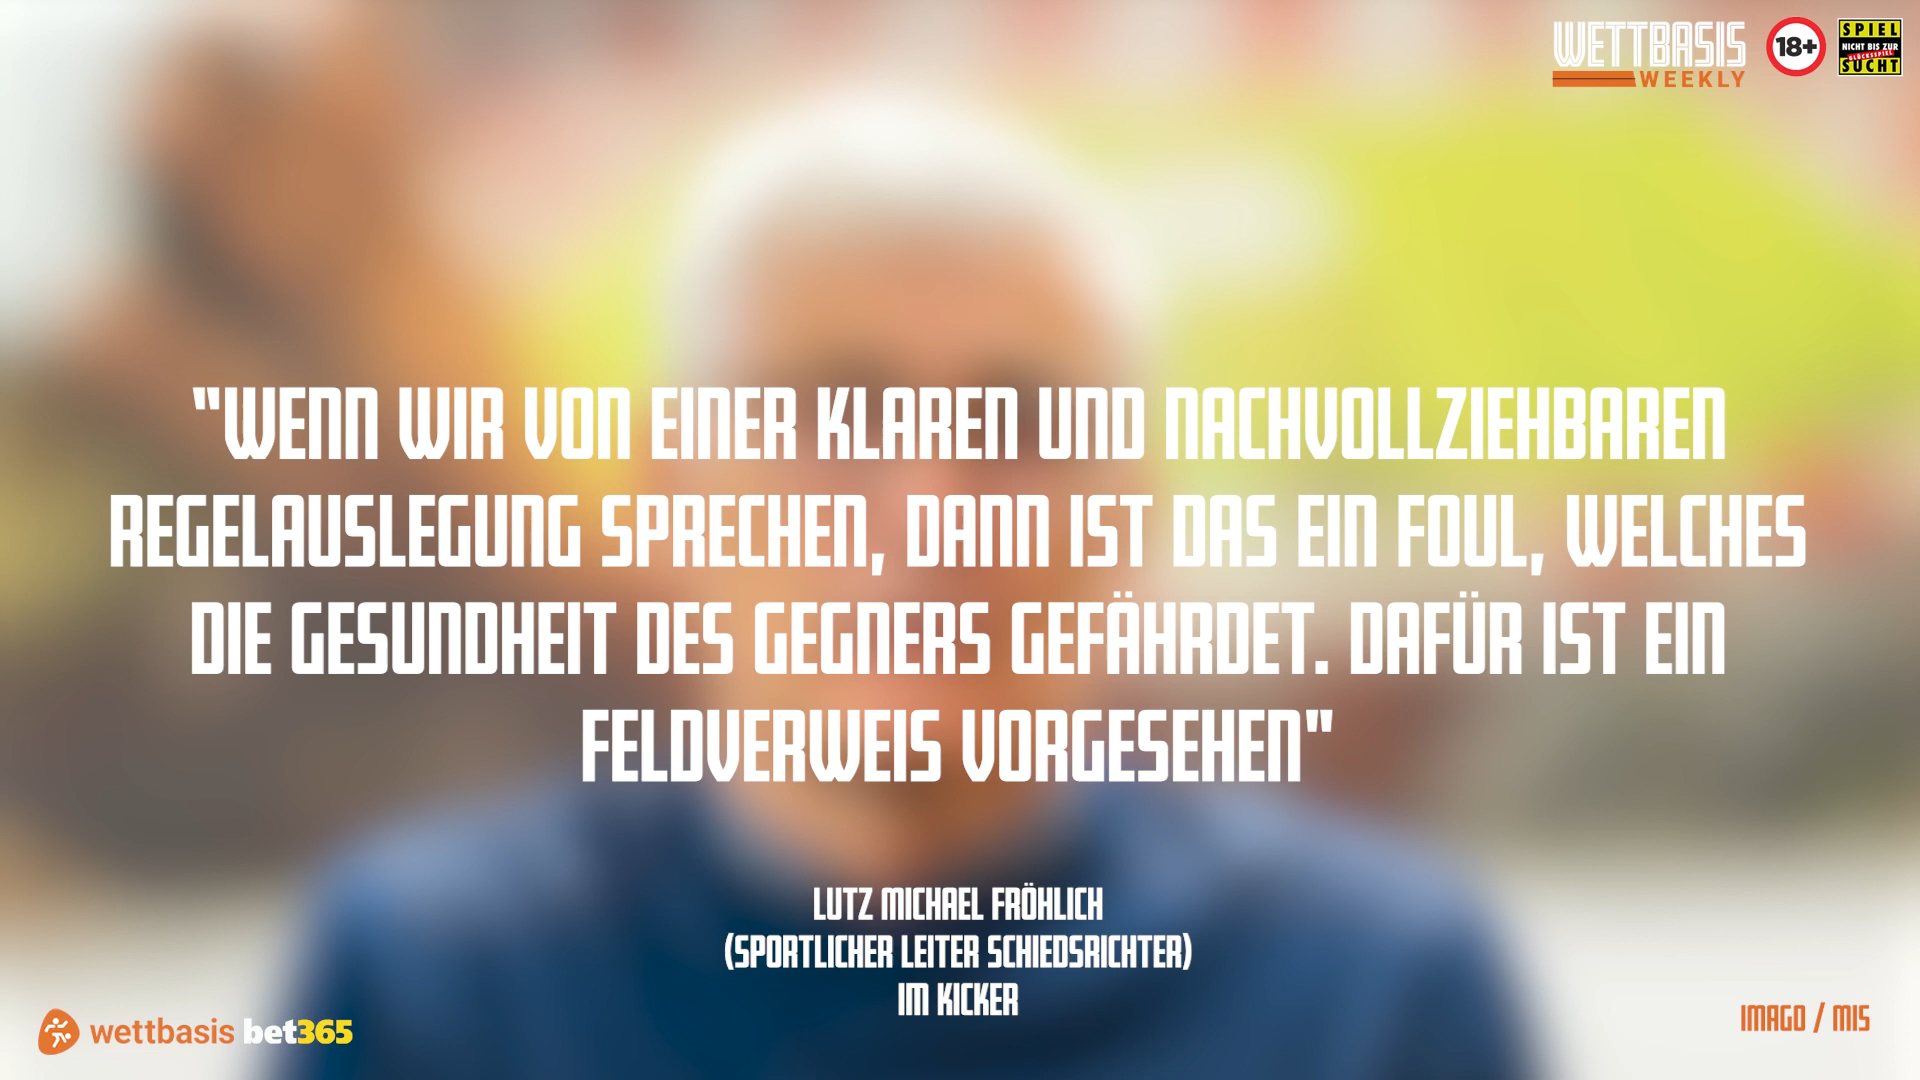 WETTBASIS
WEEKLY
18+
SPIEL
NICHT BIS ZUR
GLÜCKSSPIEL
SUCHT
"WENN WIR VON EINER KLAREN UND NACHVOLLZIEHBAREN
REGELAUSLEGUNG SPRECHEN, DANN IST DAS EIN FOUL, WELCHES
DIE GESUNDHEIT DES GEGNERS GEFÄHRDET. DAFÜR IST EIN
FELDVERWEIS VORGESEHEN"
LUTZ MICHAEL FRÖHLICH
(SPORTLICHER LEITER SCHIEDSRICHTER)
IM KICKER
wettbasis bet365
IMAGO / MIS